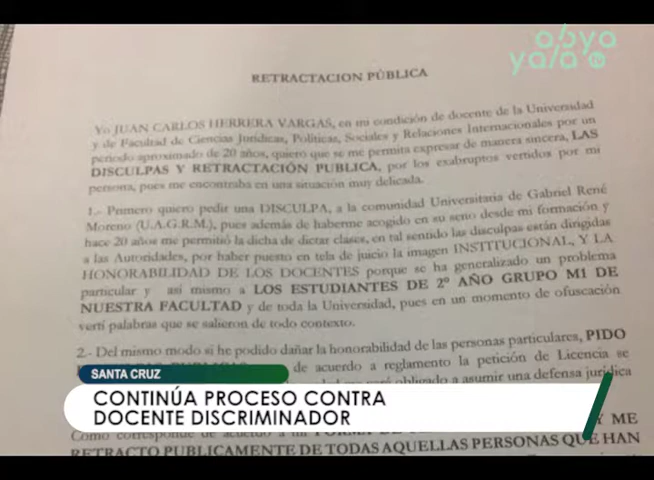 abya
yala tv
RETRACTACION PÚBLICA
Yo JUAN CARLOS HERRERA VARGAS, en mi condición de docente de la Universidad
y de Facultad de Ciencias Jurídicas, Políticas, Sociales y Relaciones Internacionales por un
periodo aproximado de 20 años, quiero que se me permita expresar de manera sincera, LAS
DISCULPAS Y RETRACTACIÓN PUBLICA, por los exabruptos vertidos por mi
persona, pues me encontraba en una situación muy delicada.
1.- Primero quiero pedir una DISCULPA, a la comunidad Universitaria de Gabriel René
Moreno (U.A.G.R.M.), pues además de haberme acogido en su seno desde mi formación y
hace 20 años me permitió la dicha de dictar clases, en tal sentido las disculpas están dirigidas
a las Autoridades, por haber puesto en tela de juicio la imagen INSTITUCIONAL, Y LA
HONORABILIDAD DE LOS DOCENTES porque se ha generalizado un problema
particular y así mismo a LOS ESTUDIANTES DE 2º AÑO GRUPO M1 DE
NUESTRA FACULTAD y de toda la Universidad, pues en un momento de ofuscación
vertí palabras que se salieron de todo contexto.
2.- Del mismo modo si he podido dañar la honorabilidad de las personas particulares, PIDO
de acuerdo a reglamento la petición de Licencia se
obligado a asumir una defensa jurídica
SANTA CRUZ
CONTINÚA PROCESO CONTRA
DOCENTE DISCRIMINADOR
Como corresponde de acuerdo a mi Y ME
RETRACTO PUBLICAMENTE DE TODAS AQUELLAS PERSONAS QUE HAN